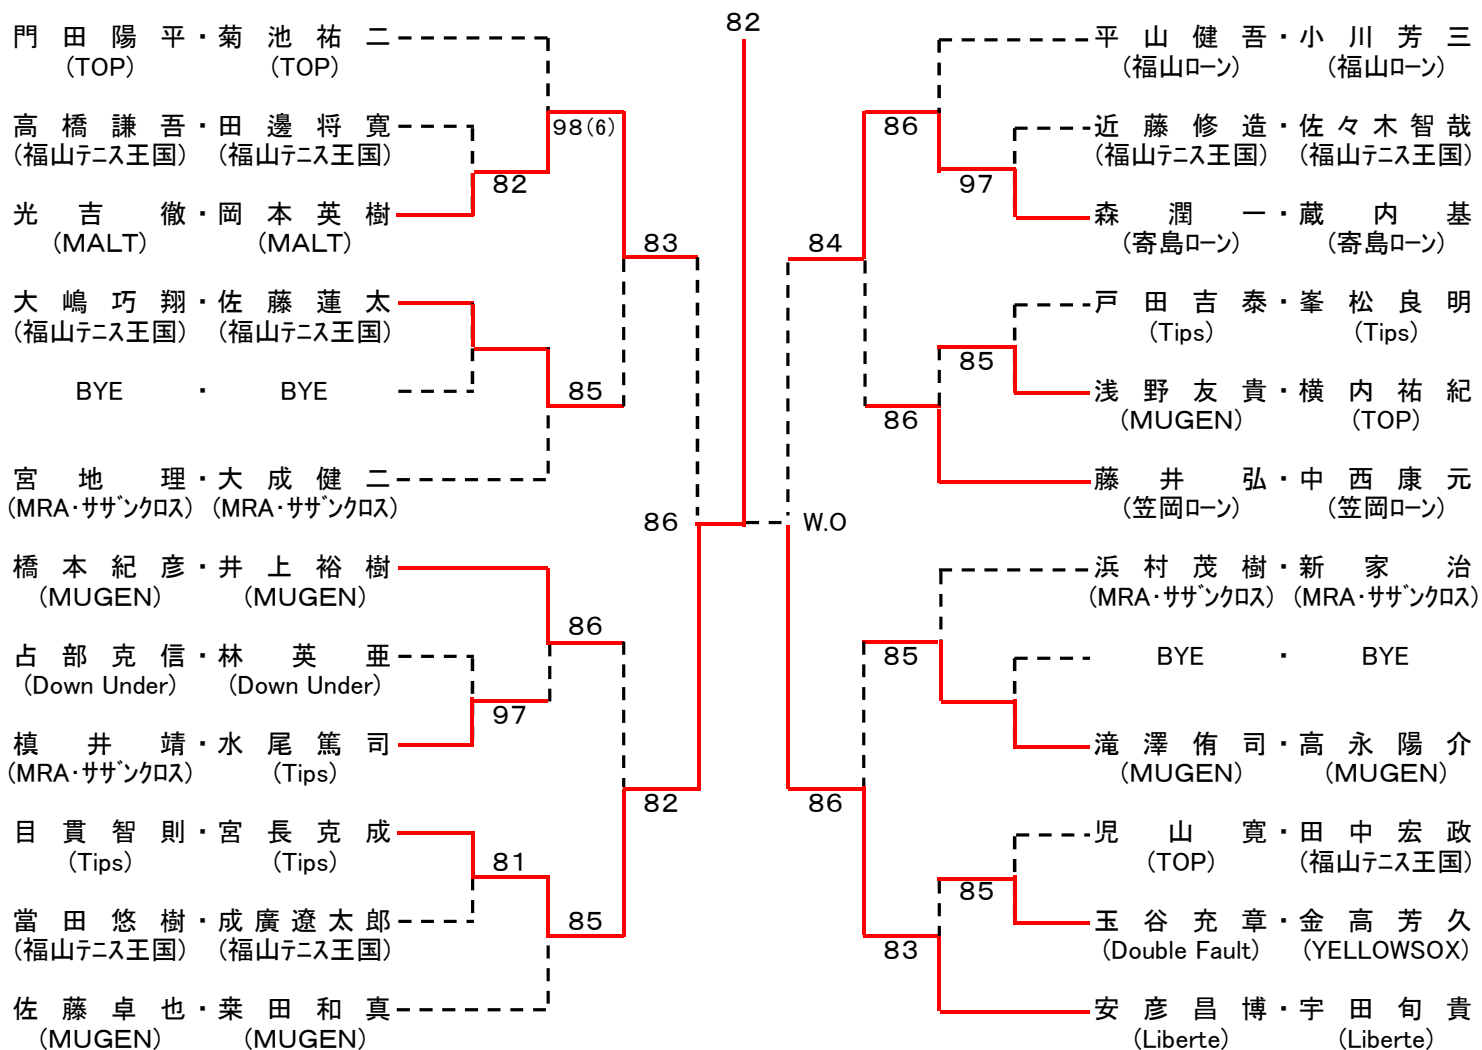 82
門田陽平・菊池祐二
(TOP) (TOP)
高橋謙吾・田邊将寛
(福山テニス王国) (福山テニス王国)
光吉徹・岡本英樹
(MALT) (MALT)
大嶋巧翔・佐藤蓮太
(福山テニス王国) (福山テニス王国)
BYE ・ BYE
宮地理・大成健二
(MRA・サザンクロス) (MRA・サザンクロス)
橋本紀彦・井上裕樹
(MUGEN) (MUGEN)
占部克信・林英亜
(Down Under) (Down Under)
槙井靖・水尾篤司
(MRA・サザンクロス) (Tips)
目貫智則・宮長克成
(Tips) (Tips)
當田悠樹・成廣遼太郎
(福山テニス王国) (福山テニス王国)
佐藤卓也・桒田和真
(MUGEN) (MUGEN)
98(6)
82
83
85
86
86
97
82
81
85
平山健吾・小川芳三
(福山ローン) (福山ローン)
近藤修造・佐々木智哉
(福山テニス王国) (福山テニス王国)
森潤一・蔵内基
(寄島ローン) (寄島ローン)
戸田吉泰・峯松良明
(Tips) (Tips)
浅野友貴・横内祐紀
(MUGEN) (TOP)
藤井弘・中西康元
(笠岡ローン) (笠岡ローン)
浜村茂樹・新家治
(MRA・サザンクロス) (MRA・サザンクロス)
BYE ・ BYE
滝澤侑司・高永陽介
(MUGEN) (MUGEN)
児山寛・田中宏政
(TOP) (福山テニス王国)
玉谷充章・金高芳久
(Double Fault) (YELLOWSOX)
安彦昌博・宇田旬貴
(Liberte) (Liberte)
86
97
84
85
86
W.O
85
86
85
83